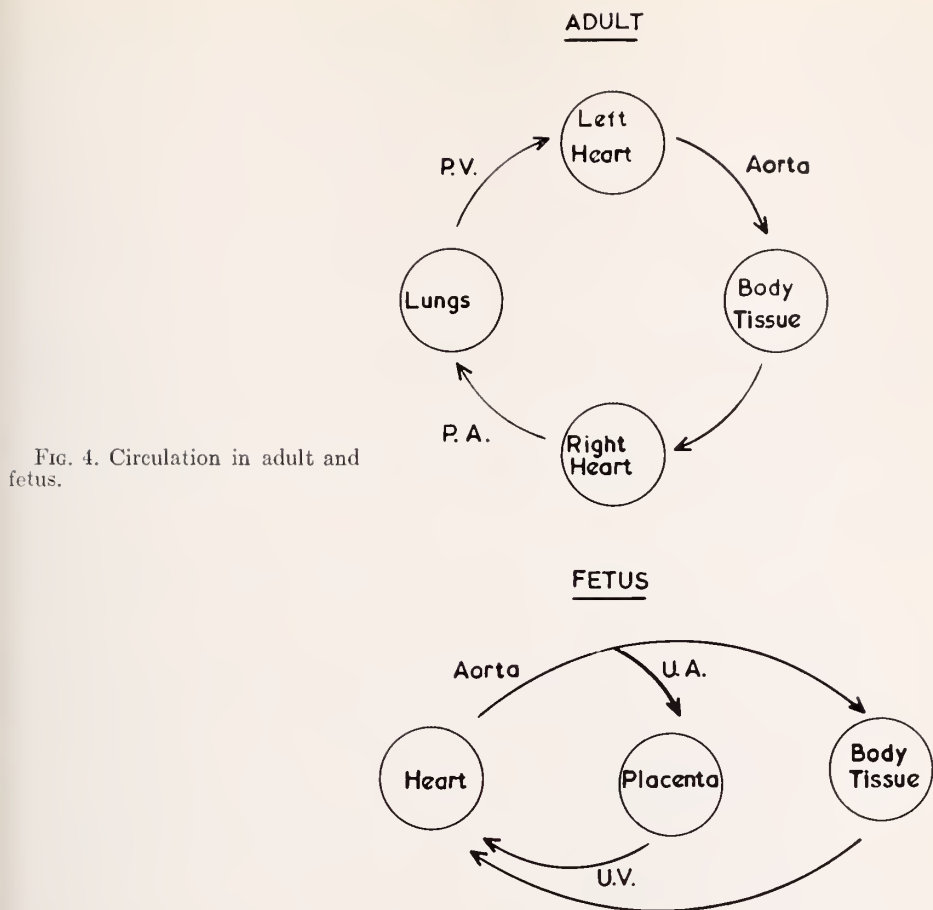 ADULT
Left
Heart
P.V.
Aorta
Lungs
Body
Tissue
P. A.
Right
Heart
FIG. 4. Circulation in adult and
fetus.
FETUS
Aorta
U. A.
Heart
Placenta
Body
Tissue
U.V.